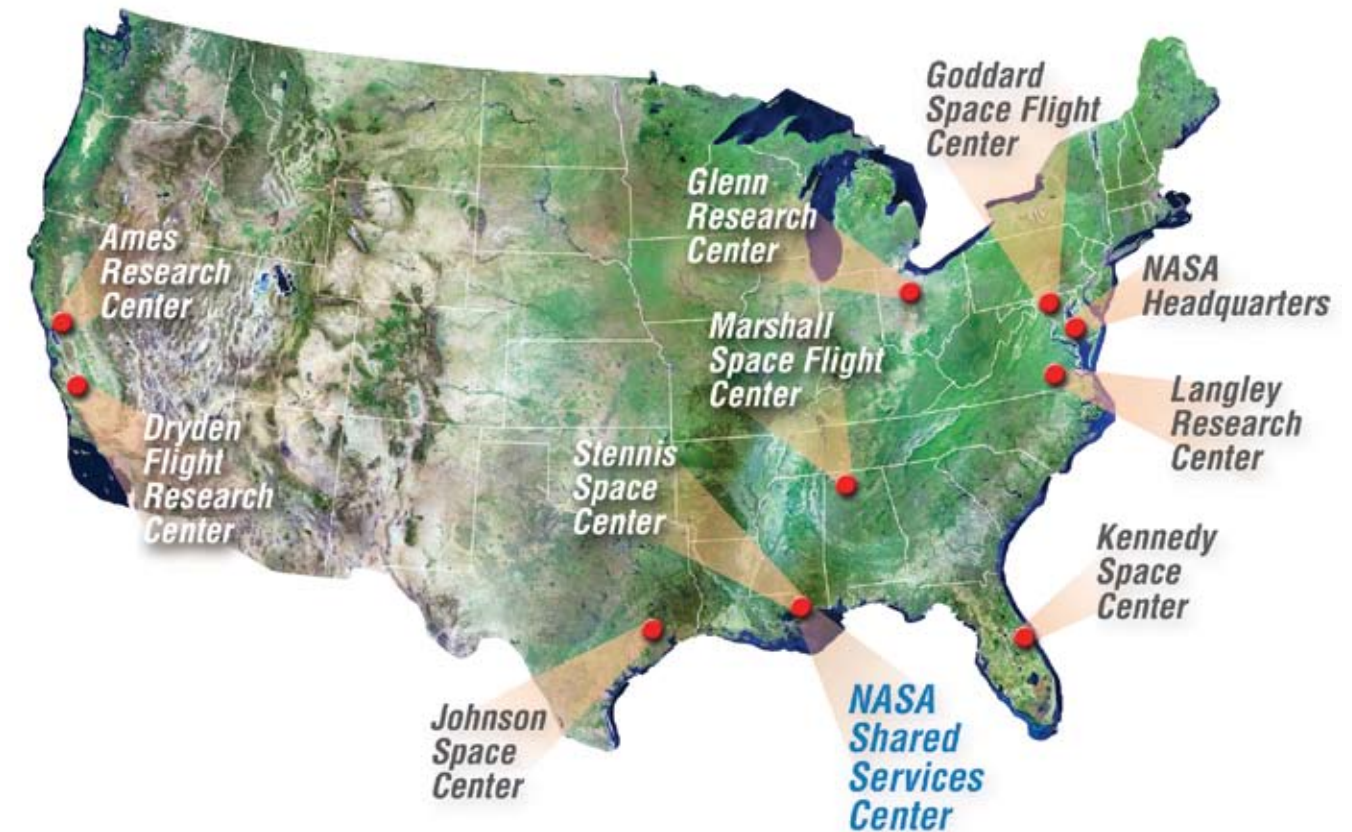 Goddard
Space Flight
Center
Glenn
Research
Center
Ames
Research
Center
NASA
Headquarters
Marshall
Space Flight
Center
Langley
Research
Center
Dryden
Flight
Research
Center
Stennis
Space
Center
Kennedy
Space
Center
Johnson
Space
Center
NASA
Shared
Services
Center